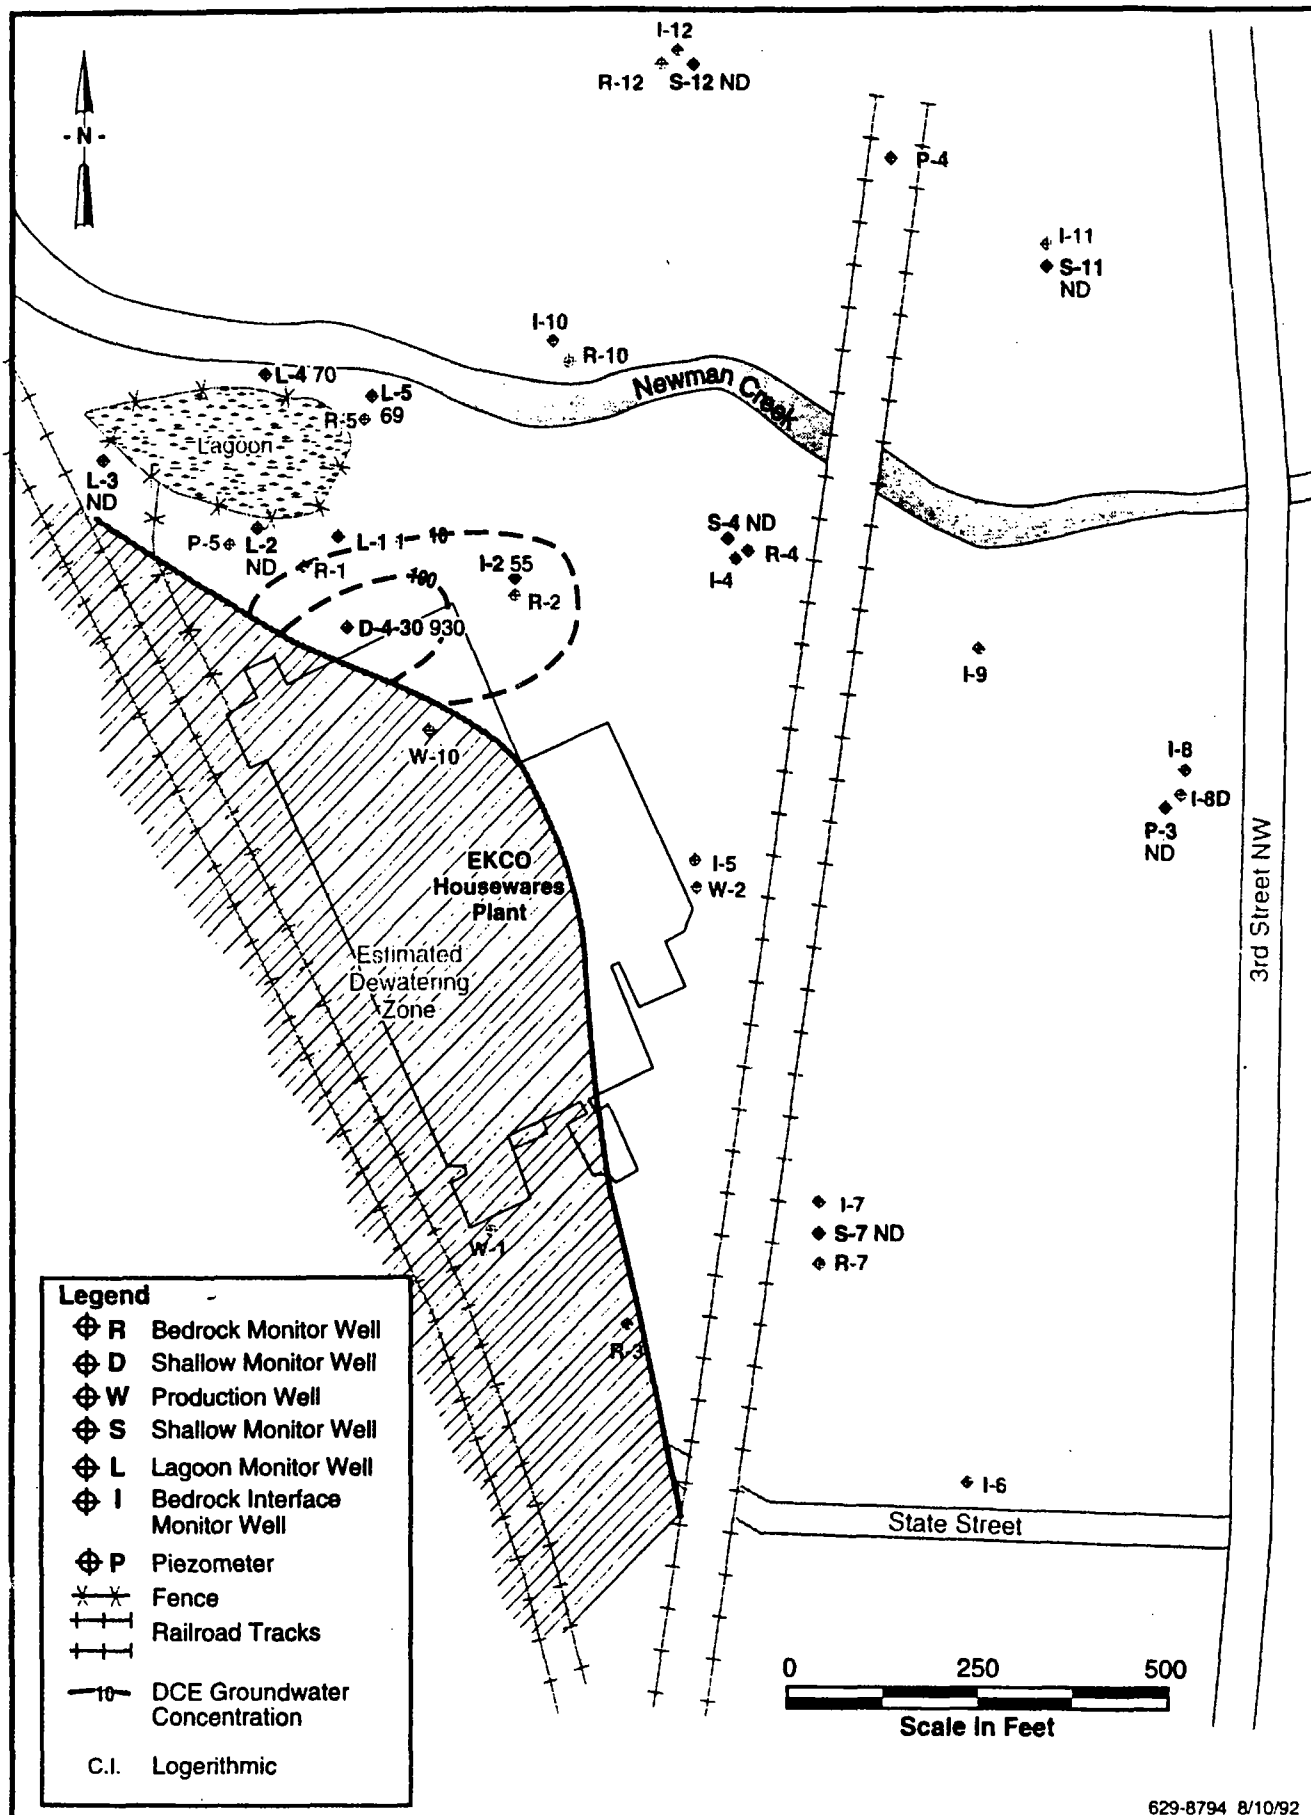 I-12
R-12 S-12 ND
- N -
P-4
I-11
S-11
ND
I-10
R-10
Newman Creek
L-4 70
L-5
R-5 69
Lagoon
L-3
ND
S-4 ND
R-4
I-4
P-5 L-2
ND
L-1 1
10
R-1
I-2 55
R-2
100
D-4-30 930
I-9
W-10
I-8
I-8D
P-3
ND
3rd Street NW
I-5
W-2
EKCO
Housewares
Plant
Estimated
Dewatering
Zone
I-7
S-7 ND
R-7
W-1
R-3
I-6
State Street
Legend
R Bedrock Monitor Well
D Shallow Monitor Well
W Production Well
S Shallow Monitor Well
L Lagoon Monitor Well
I Bedrock Interface
Monitor Well
P Piezometer
Fence
Railroad Tracks
10 DCE Groundwater
Concentration
C.I. Logerithmic
0 250 500
Scale In Feet
629-8794 8/10/92